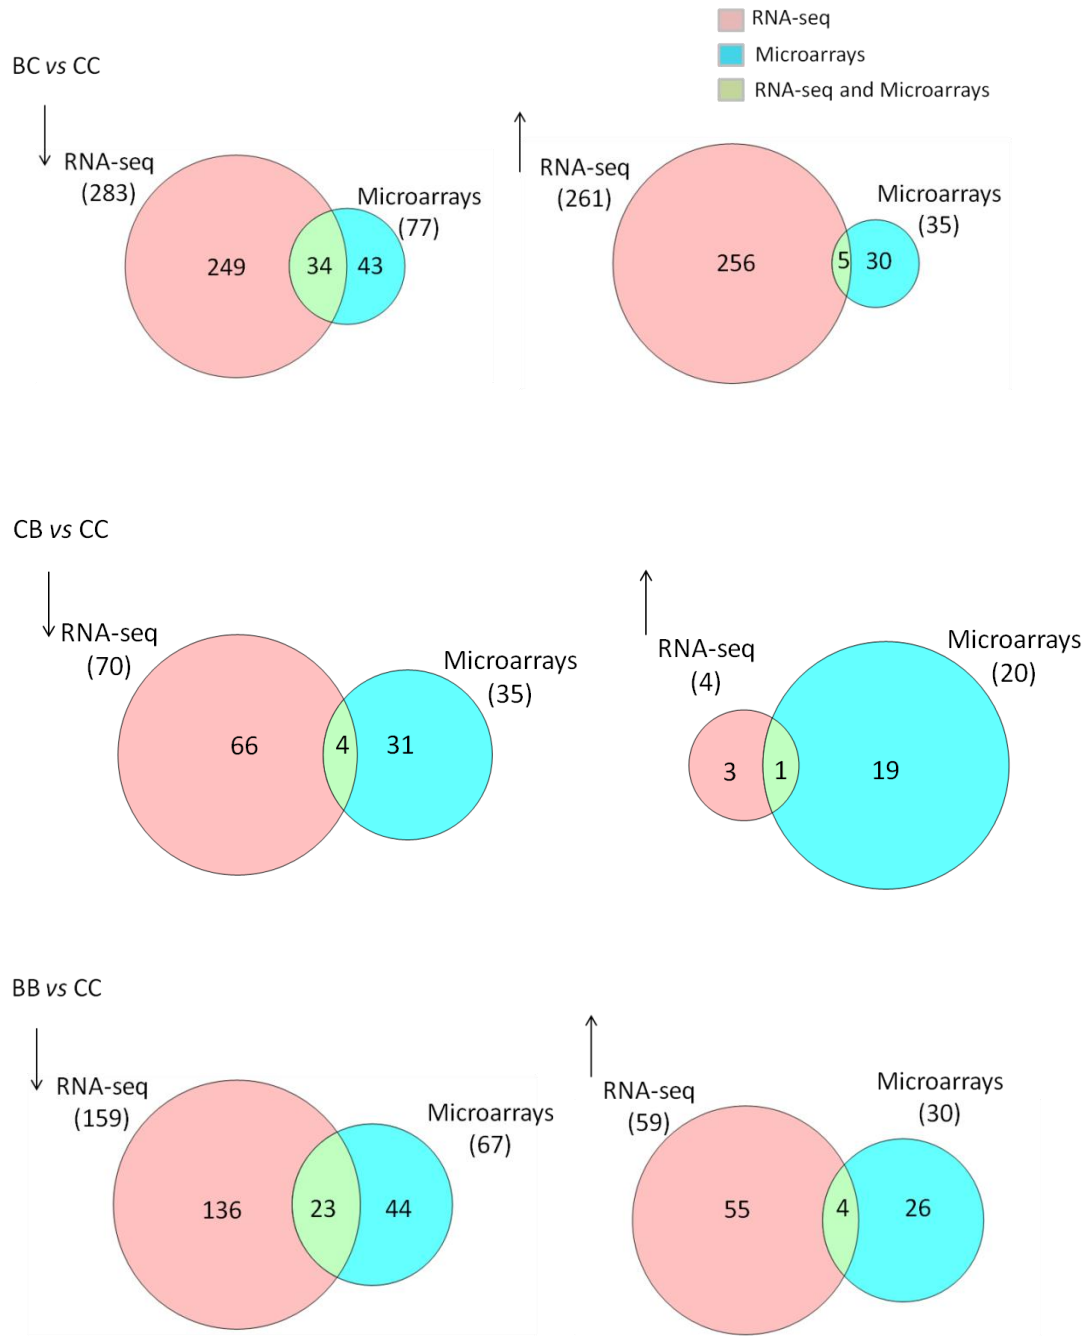 RNA-seq
Microarrays
RNA-seq and Microarrays
BC vs CC
RNA-seq
(283)
Microarrays
(77)
249
34
43
RNA-seq
(261)
Microarrays
(35)
256
5
30
CB vs CC
RNA-seq
(70)
Microarrays
(35)
66
4
31
RNA-seq
(4)
Microarrays
(20)
3
1
19
BB vs CC
RNA-seq
(159)
Microarrays
(67)
136
23
44
RNA-seq
(59)
Microarrays
(30)
55
4
26